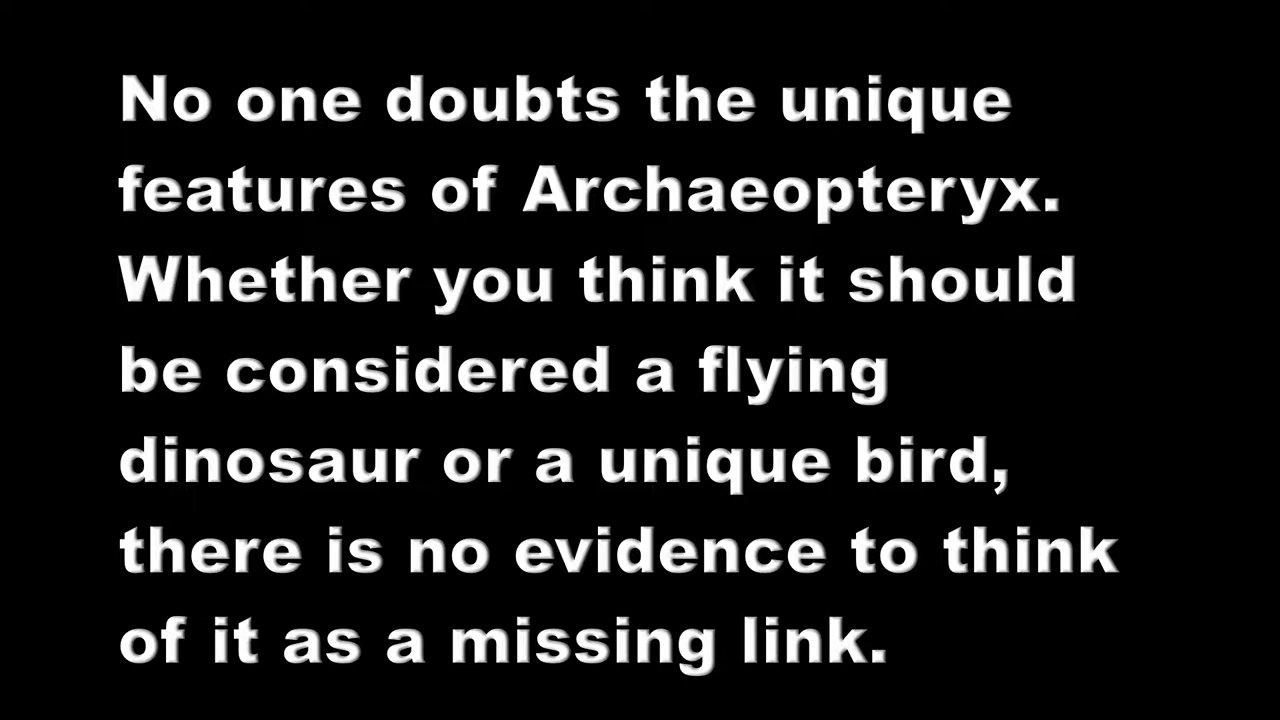 No one doubts the unique
features of Archaeopteryx.
Whether you think it should
be considered a flying
dinosaur or a unique bird,
there is no evidence to think
of it as a missing link.